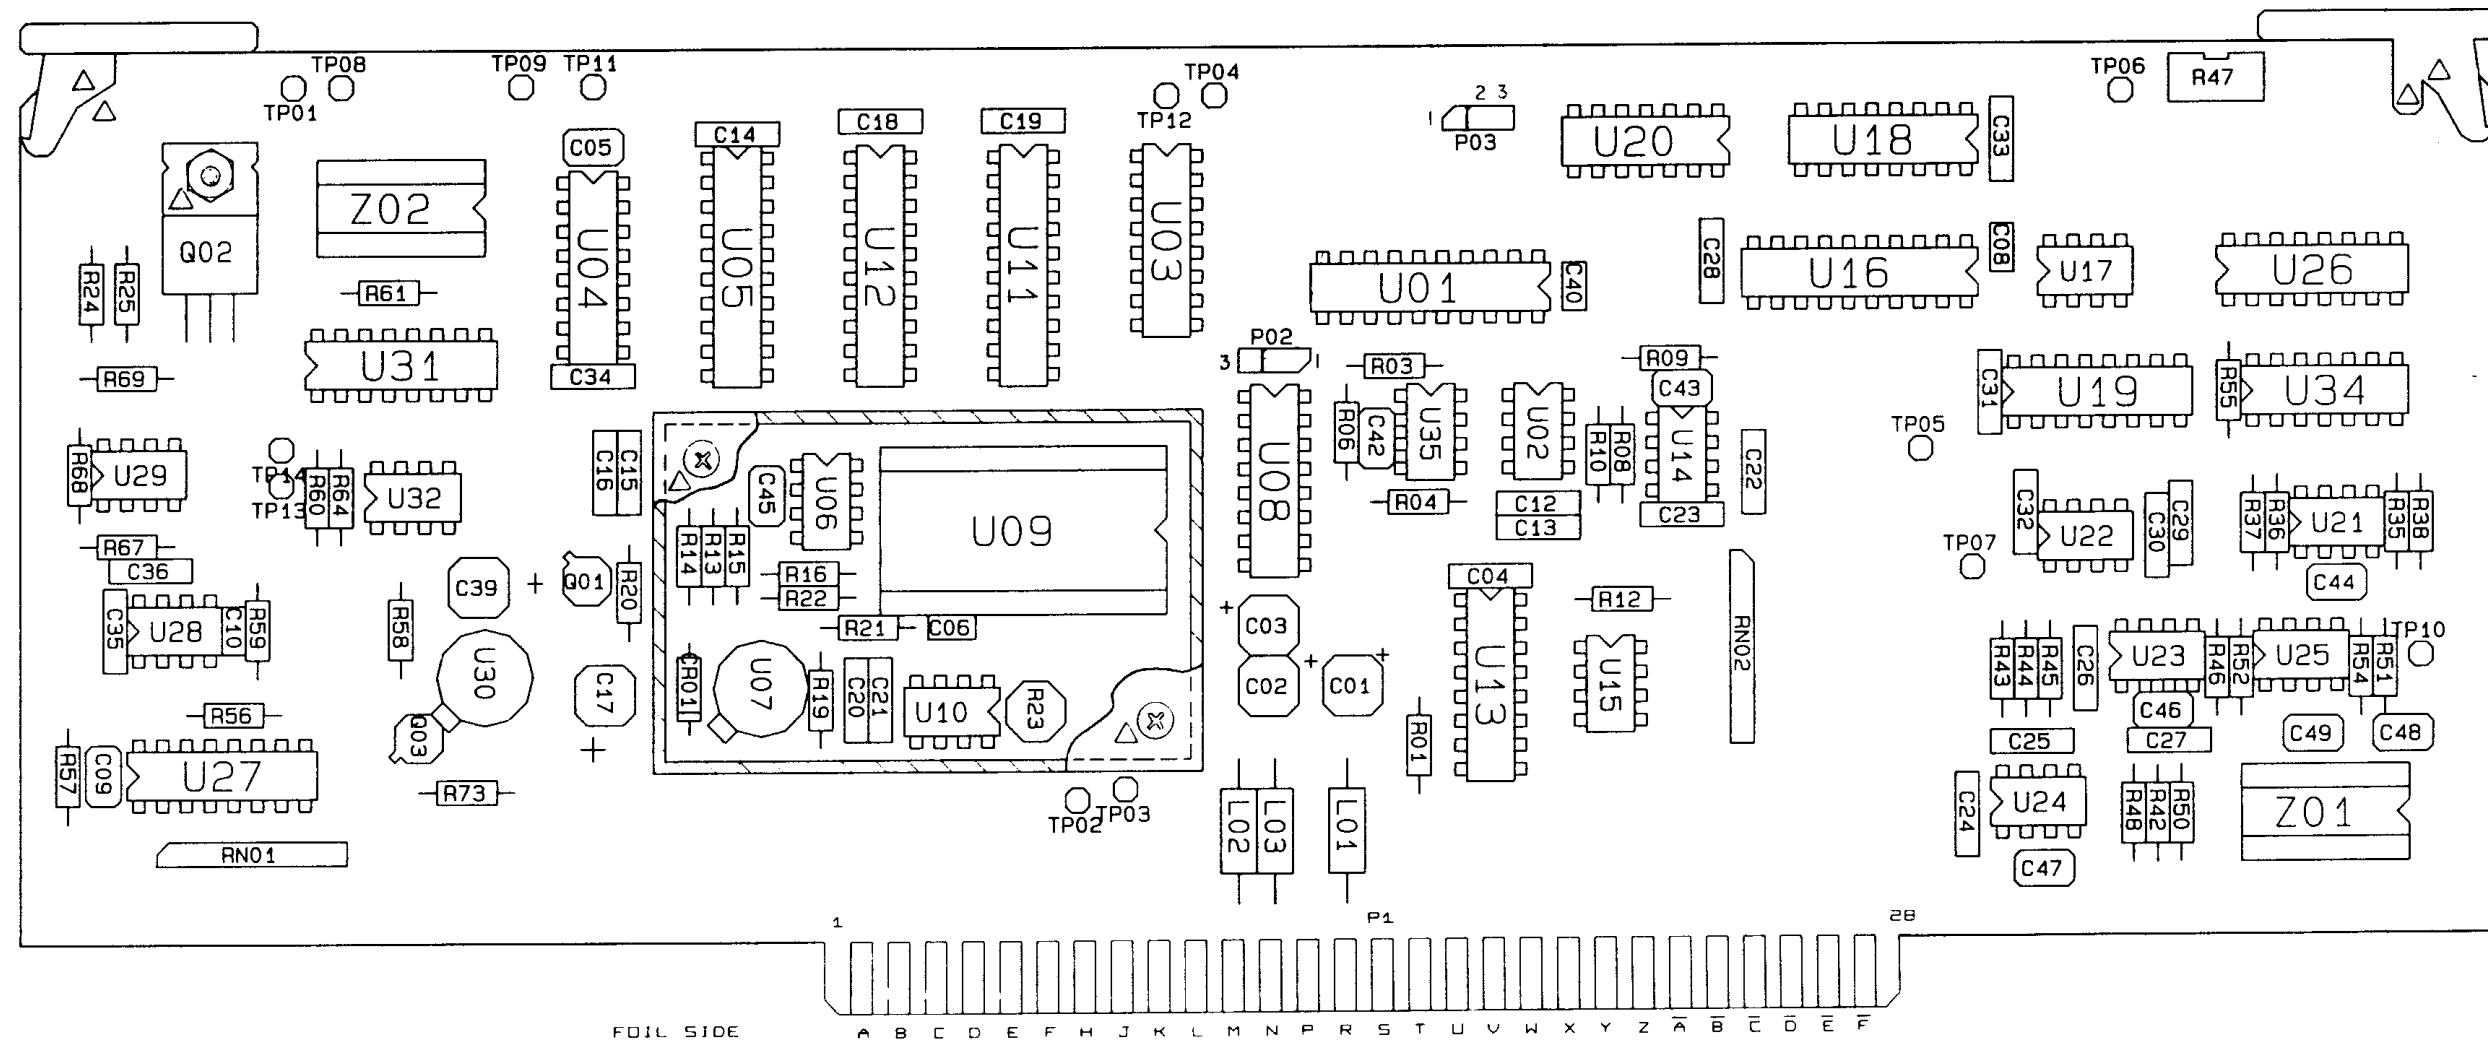 TP08
TP09
TP11
TP04
TP06
R47
TP01
TP12
2 3
1
P03
C05
C14
C18
C19
U20
U18
C33
Z02
Q02
U04
U05
U12
U11
U03
C28
C08
U16
U17
U26
R24
R25
R61
U01
C40
U31
R69
C34
P02
3
1
R03
R09
C43
C31
U19
R55
U34
R06
C42
U35
U02
R10
R08
U14
C22
TP05
R68
U29
TP14
TP13
R60
R64
U32
C16
C15
C45
U06
U09
U08
R04
C12
C13
C23
C32
U22
C30
C29
R37
R36
U21
R35
R38
R67
C36
C39
+
Q01
R20
R14
R13
R15
R16
R22
R21
C06
TP07
C44
C04
R12
RN02
C35
U28
C10
R59
R58
U30
C17
+
+
C03
C02
+
C01
+
U13
U15
R43
R44
R45
C26
U23
R46
R52
U25
R54
R51
TP10
CR01
U07
R19
C20
C21
U10
R23
R01
C46
C25
C27
C49
C48
R56
Q03
R57
C09
U27
R73
TP02
TP03
L02
L03
L01
C24
U24
R48
R42
R50
Z01
C47
RN01
1
P1
28
FOIL SIDE
A B C D E F H J K L M N P R S T U V W X Y Z A̅ B̅ C̅ D̅ E̅ F̅